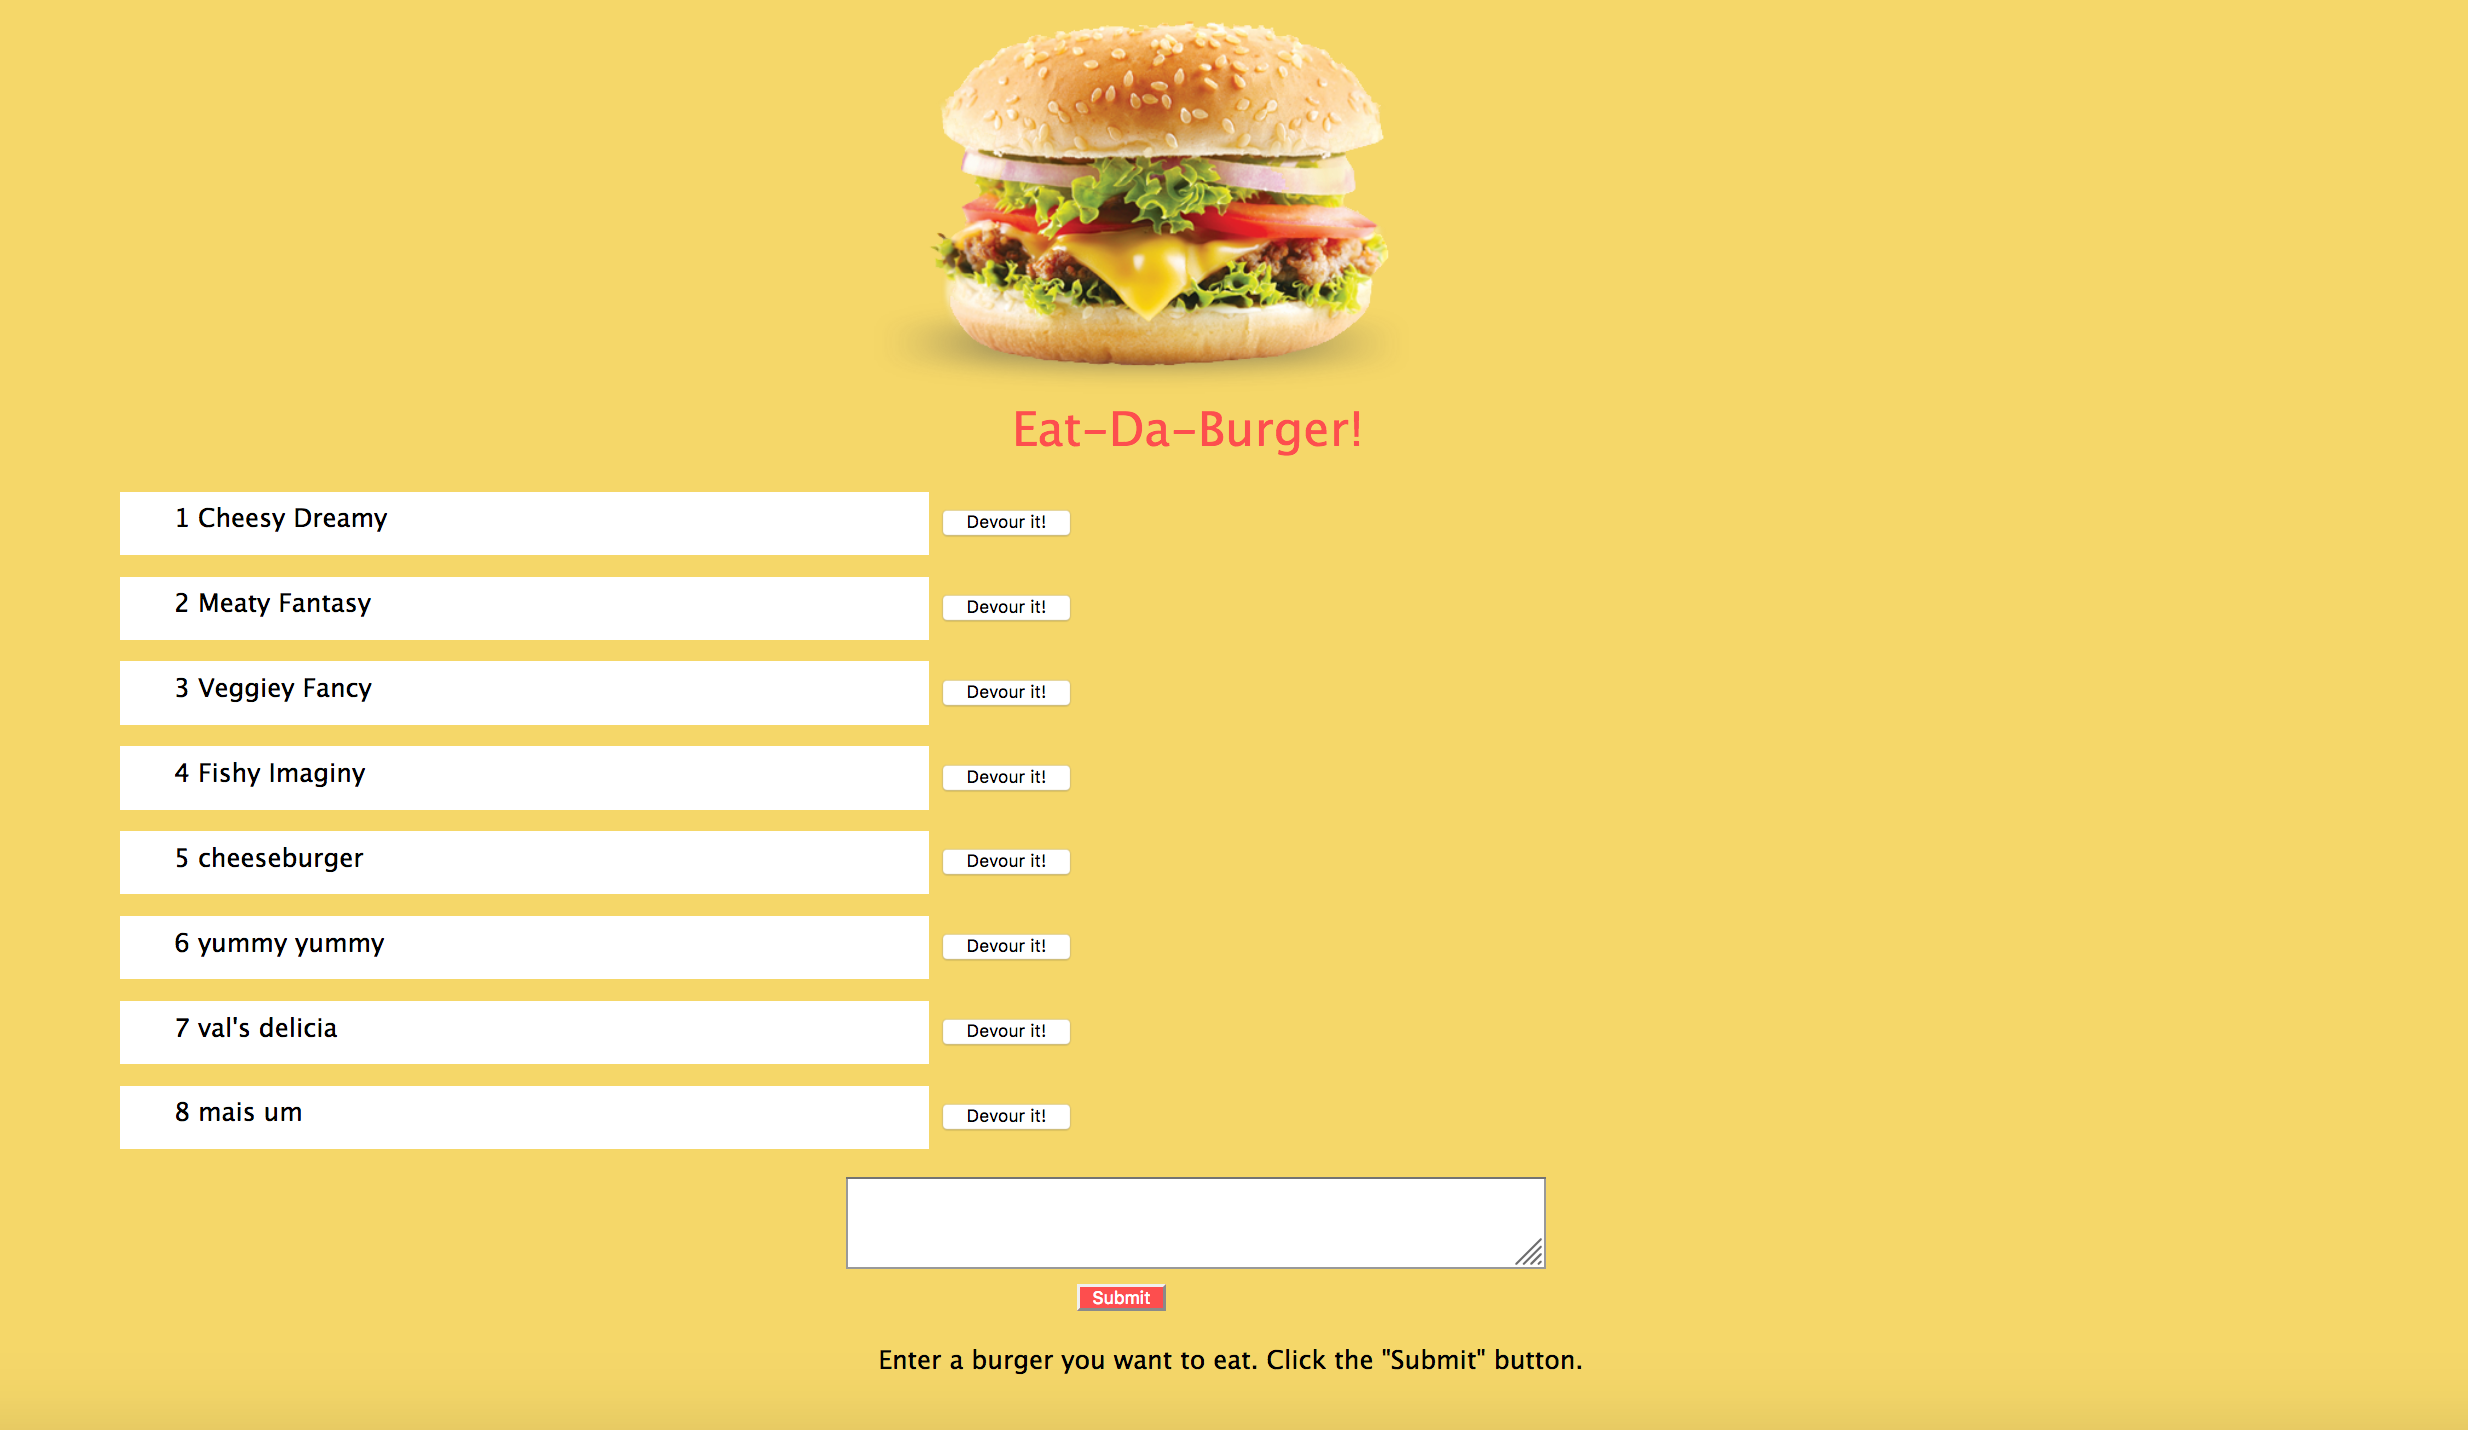 Eat-Da-Burger!
1 Cheesy Dreamy
Devour it!
2 Meaty Fantasy
Devour it!
3 Veggiey Fancy
Devour it!
4 Fishy Imaginy
Devour it!
5 cheeseburger
Devour it!
6 yummy yummy
Devour it!
7 val's delicia
Devour it!
8 mais um
Devour it!
Submit
Enter a burger you want to eat. Click the "Submit" button.